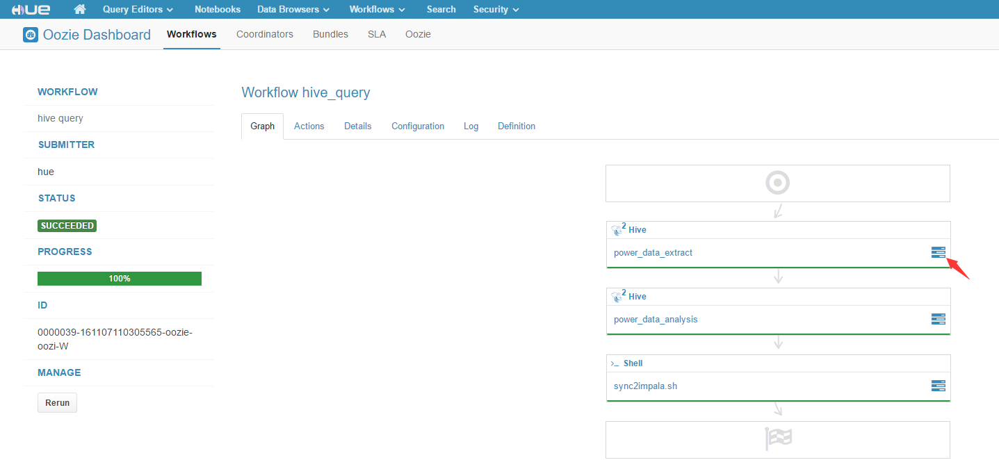 HUE Query Editors Notebooks Data Browsers Workflows Search Security
Oozie Dashboard Workflows Coordinators Bundles SLA Oozie
WORKFLOW
hive query
SUBMITTER
hue
STATUS
SUCCEEDED
PROGRESS
100%
ID
0000039-161107110305565-oozie-
oozi-W
MANAGE
Rerun
Workflow hive_query
Graph Actions Details Configuration Log Definition
2 Hive
power_data_extract
2 Hive
power_data_analysis
>_ Shell
sync2impala.sh